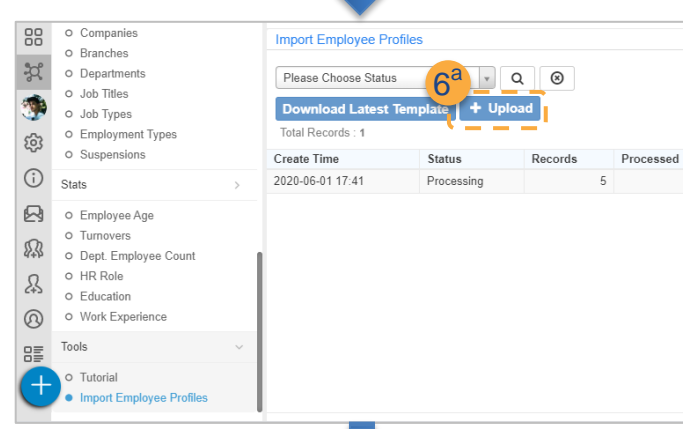 Companies
Branches
Departments
Job Titles
Job Types
Employment Types
Suspensions
Stats
Employee Age
Turnovers
Dept. Employee Count
HR Role
Education
Work Experience
Tools
Tutorial
Import Employee Profiles
Import Employee Profiles
Please Choose Status
6a
Download Latest Template + Upload
Total Records : 1
Create Time Status Records Processed
2020-06-01 17:41 Processing 5